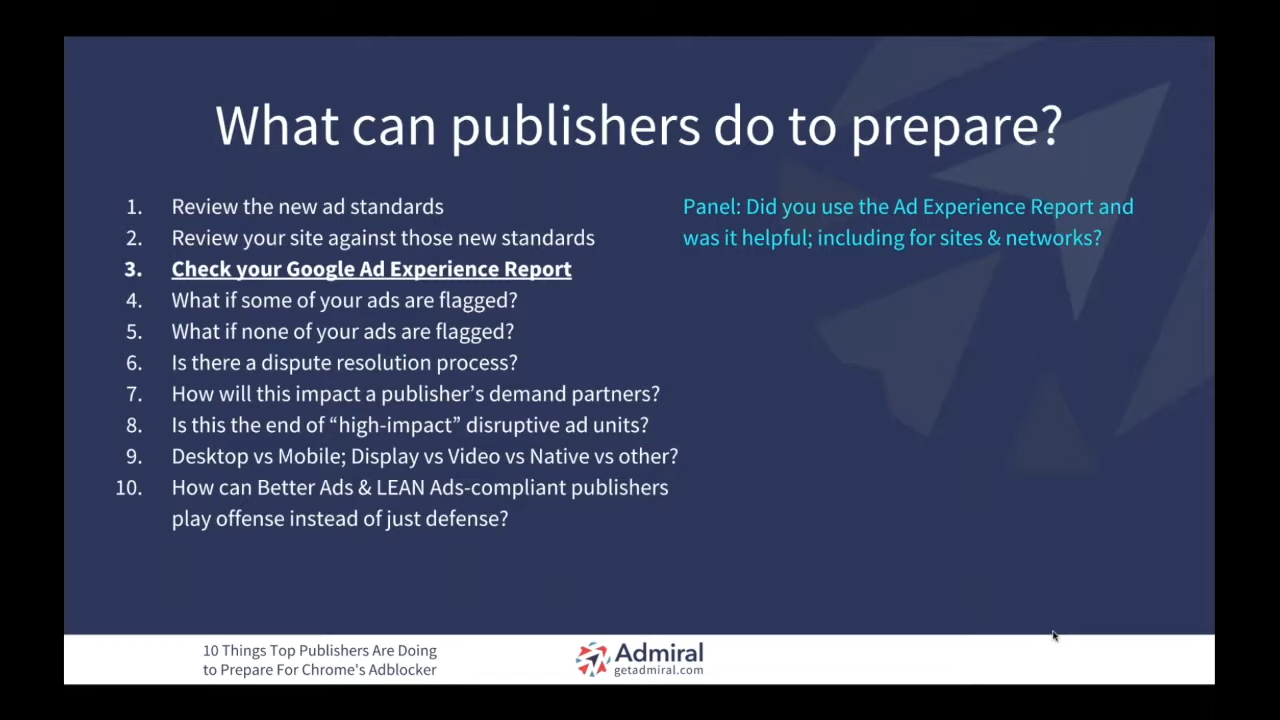 What can publishers do to prepare?
1. Review the new ad standards
2. Review your site against those new standards
3. Check your Google Ad Experience Report
4. What if some of your ads are flagged?
5. What if none of your ads are flagged?
6. Is there a dispute resolution process?
7. How will this impact a publisher’s demand partners?
8. Is this the end of “high-impact” disruptive ad units?
9. Desktop vs Mobile; Display vs Video vs Native vs other?
10. How can Better Ads & LEAN Ads-compliant publishers
play offense instead of just defense?
Panel: Did you use the Ad Experience Report and
was it helpful; including for sites & networks?
10 Things Top Publishers Are Doing
to Prepare For Chrome's Adblocker
Admiral
getadmiral.com